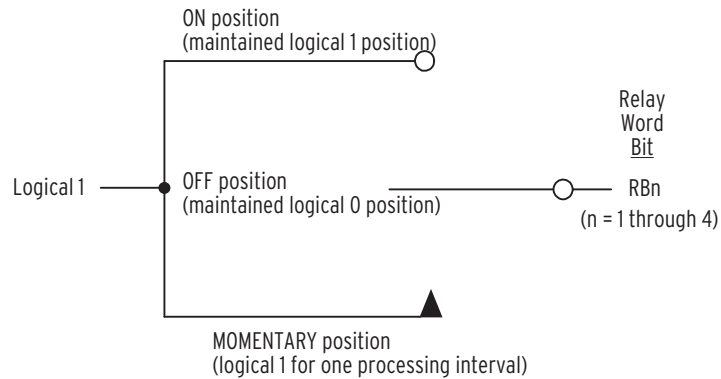 ON position
(maintained logical 1 position)
Relay
Word
Bit
Logical 1
OFF position
(maintained logical 0 position)
RBn
(n = 1 through 4)
MOMENTARY position
(logical 1 for one processing interval)